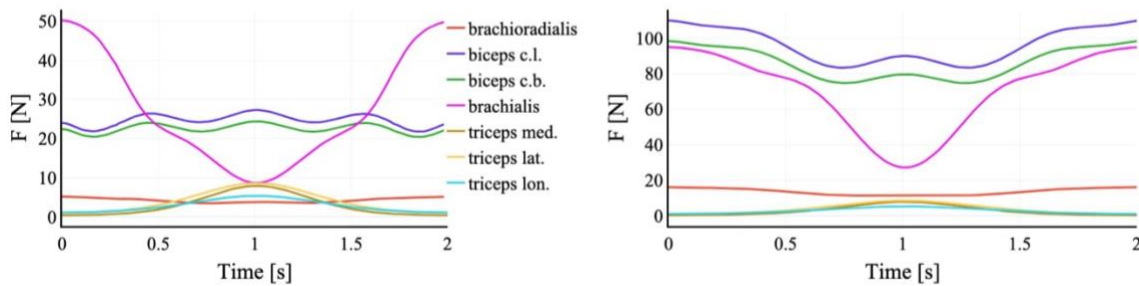 50
40
30
20
10
0
F [N]
0 0.5 1 1.5 2
Time [s]
brachioradialis
biceps c.l.
biceps c.b.
brachialis
triceps med.
triceps lat.
triceps lon.
100
80
60
40
20
0
F [N]
0 0.5 1 1.5 2
Time [s]